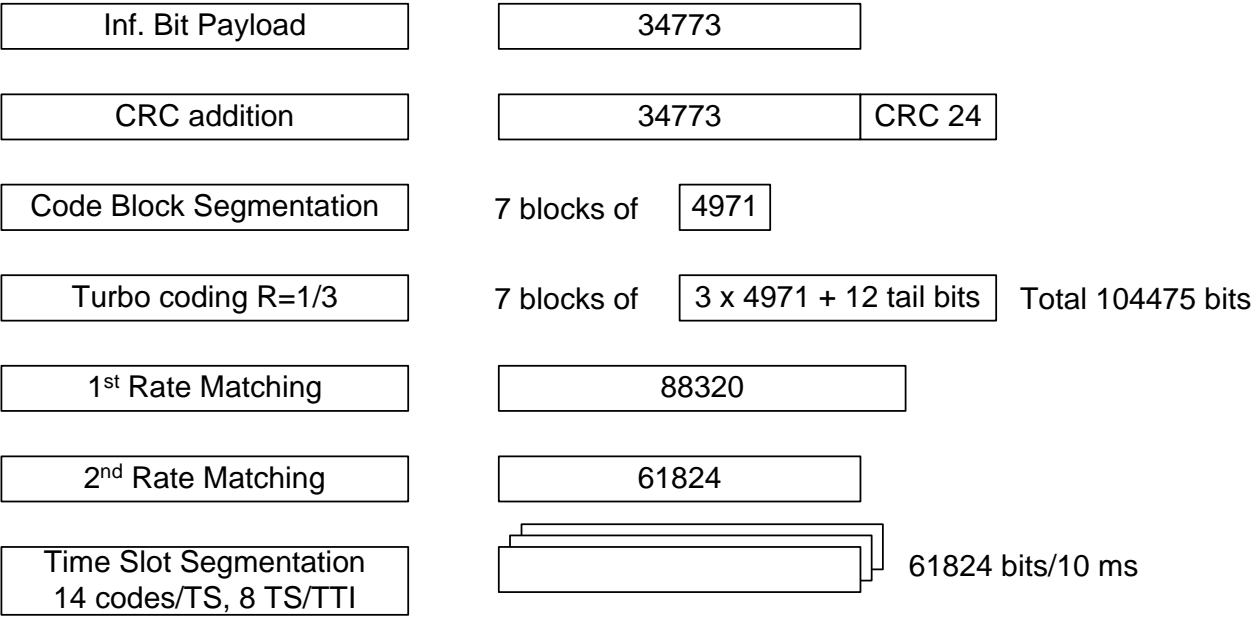 Inf. Bit Payload 34773
CRC addition 34773 CRC 24
Code Block Segmentation 7 blocks of 4971
Turbo coding R=1/3 7 blocks of 3 x 4971 + 12 tail bits Total 104475 bits
1st Rate Matching 88320
2nd Rate Matching 61824
Time Slot Segmentation
14 codes/TS, 8 TS/TTI
61824 bits/10 ms